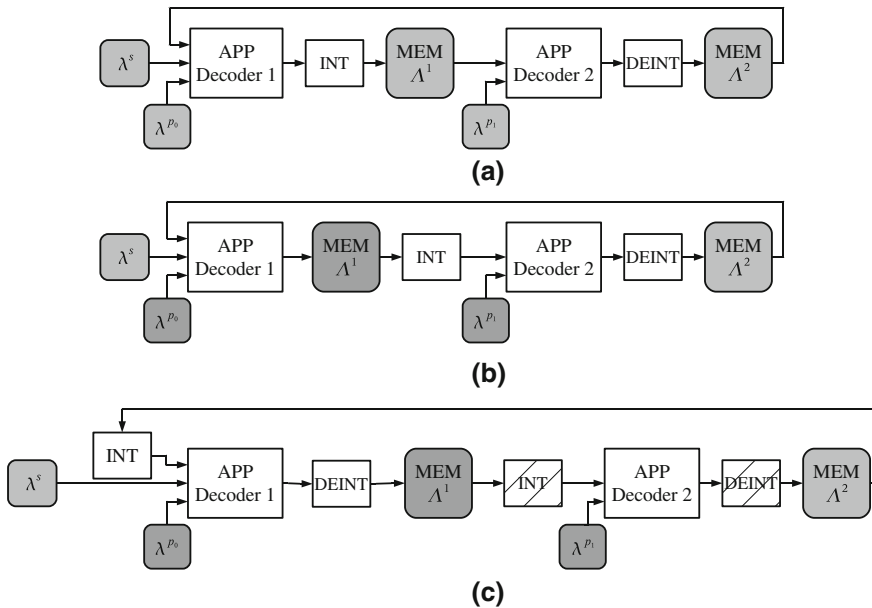 λ^s
APP
Decoder 1
INT
MEM
Λ^1
APP
Decoder 2
DEINT
MEM
Λ^2
λ^{p_0}
λ^{p_1}
(a)
λ^s
APP
Decoder 1
MEM
Λ^1
INT
APP
Decoder 2
DEINT
MEM
Λ^2
λ^{p_0}
λ^{p_1}
(b)
INT
λ^s
APP
Decoder 1
DEINT
MEM
Λ^1
INT
APP
Decoder 2
DEINT
MEM
Λ^2
λ^{p_0}
λ^{p_1}
(c)